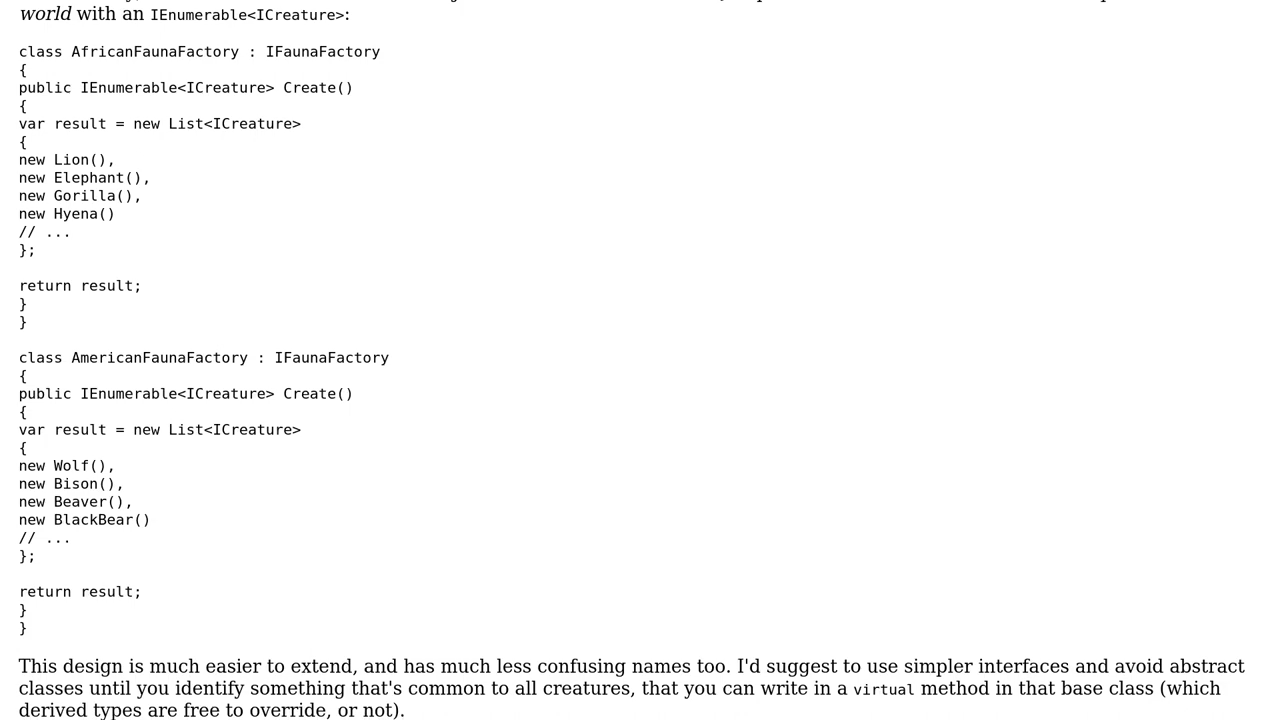 world with an IEnumerable<ICreature>:
class AfricanFaunaFactory : IFaunaFactory
{
public IEnumerable<ICreature> Create()
{
var result = new List<ICreature>
{
new Lion(),
new Elephant(),
new Gorilla(),
new Hyena()
// ...
};
return result;
}
}
class AmericanFaunaFactory : IFaunaFactory
{
public IEnumerable<ICreature> Create()
{
var result = new List<ICreature>
{
new Wolf(),
new Bison(),
new Beaver(),
new BlackBear()
// ...
};
return result;
}
}
This design is much easier to extend, and has much less confusing names too. I'd suggest to use simpler interfaces and avoid abstract
classes until you identify something that's common to all creatures, that you can write in a virtual method in that base class (which
derived types are free to override, or not).